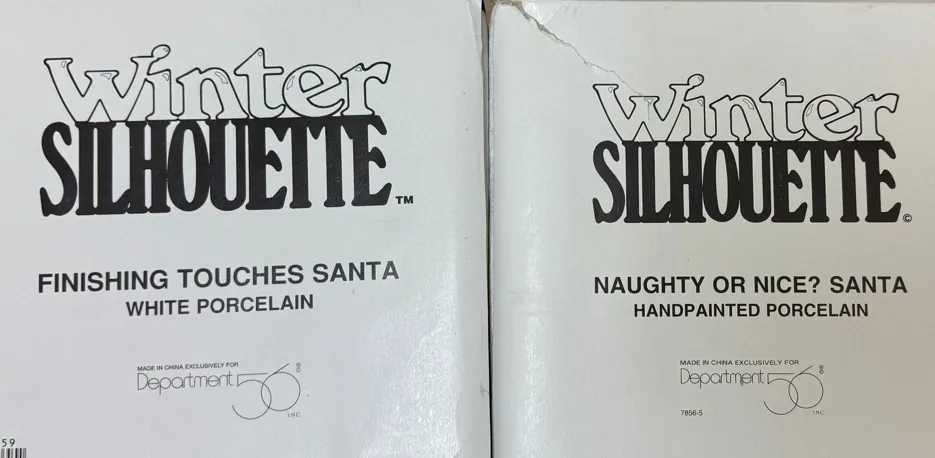 Winter
SILHOUETTE™
FINISHING TOUCHES SANTA
WHITE PORCELAIN
MADE IN CHINA EXCLUSIVELY FOR
Department 56®
INC
59
Winter
SILHOUETTE©
NAUGHTY OR NICE? SANTA
HANDPAINTED PORCELAIN
MADE IN CHINA EXCLUSIVELY FOR
Department 56®
7856-5
INC.